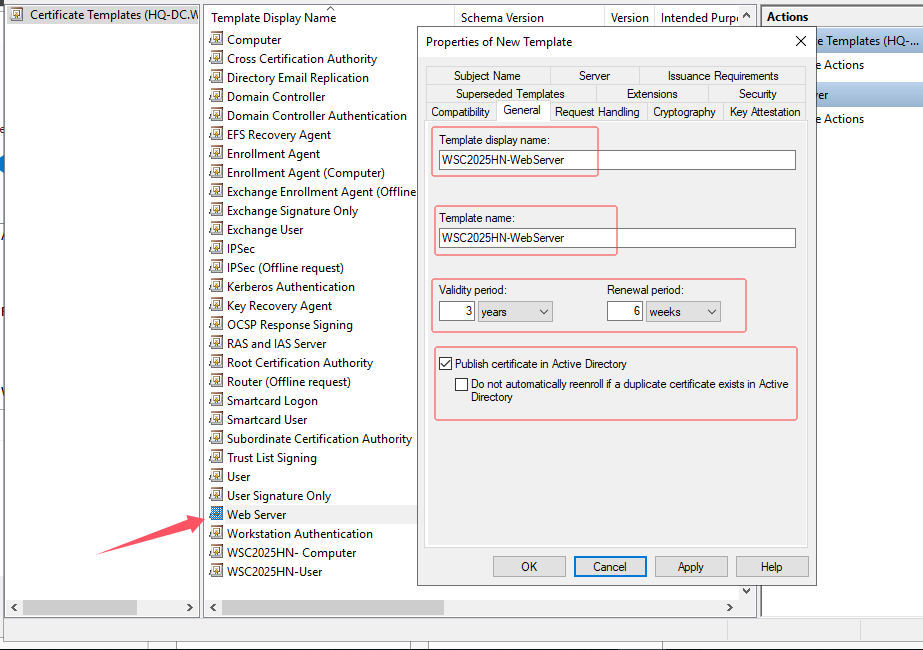 Certificate Templates (HQ-DC.W
Template Display Name
Schema Version
Version
Intended Purp
Computer
Cross Certification Authority
Directory Email Replication
Domain Controller
Domain Controller Authentication
EFS Recovery Agent
Enrollment Agent
Enrollment Agent (Computer)
Exchange Enrollment Agent (Offline
Exchange Signature Only
Exchange User
IPSec
IPSec (Offline request)
Kerberos Authentication
Key Recovery Agent
OCSP Response Signing
RAS and IAS Server
Root Certification Authority
Router (Offline request)
Smartcard Logon
Smartcard User
Subordinate Certification Authority
Trust List Signing
User
User Signature Only
Web Server
Workstation Authentication
WSC2025HN- Computer
WSC2025HN-User
Properties of New Template
Subject Name
Server
Issuance Requirements
Superseded Templates
Extensions
Security
Compatibility
General
Request Handling
Cryptography
Key Attestation
Template display name:
WSC2025HN-WebServer
Template name:
WSC2025HN-WebServer
Validity period:
Renewal period:
3 years
6 weeks
Publish certificate in Active Directory
Do not automatically reenroll if a duplicate certificate exists in Active
Directory
OK
Cancel
Apply
Help
Actions
e Templates (HQ-...
e Actions
ver
e Actions